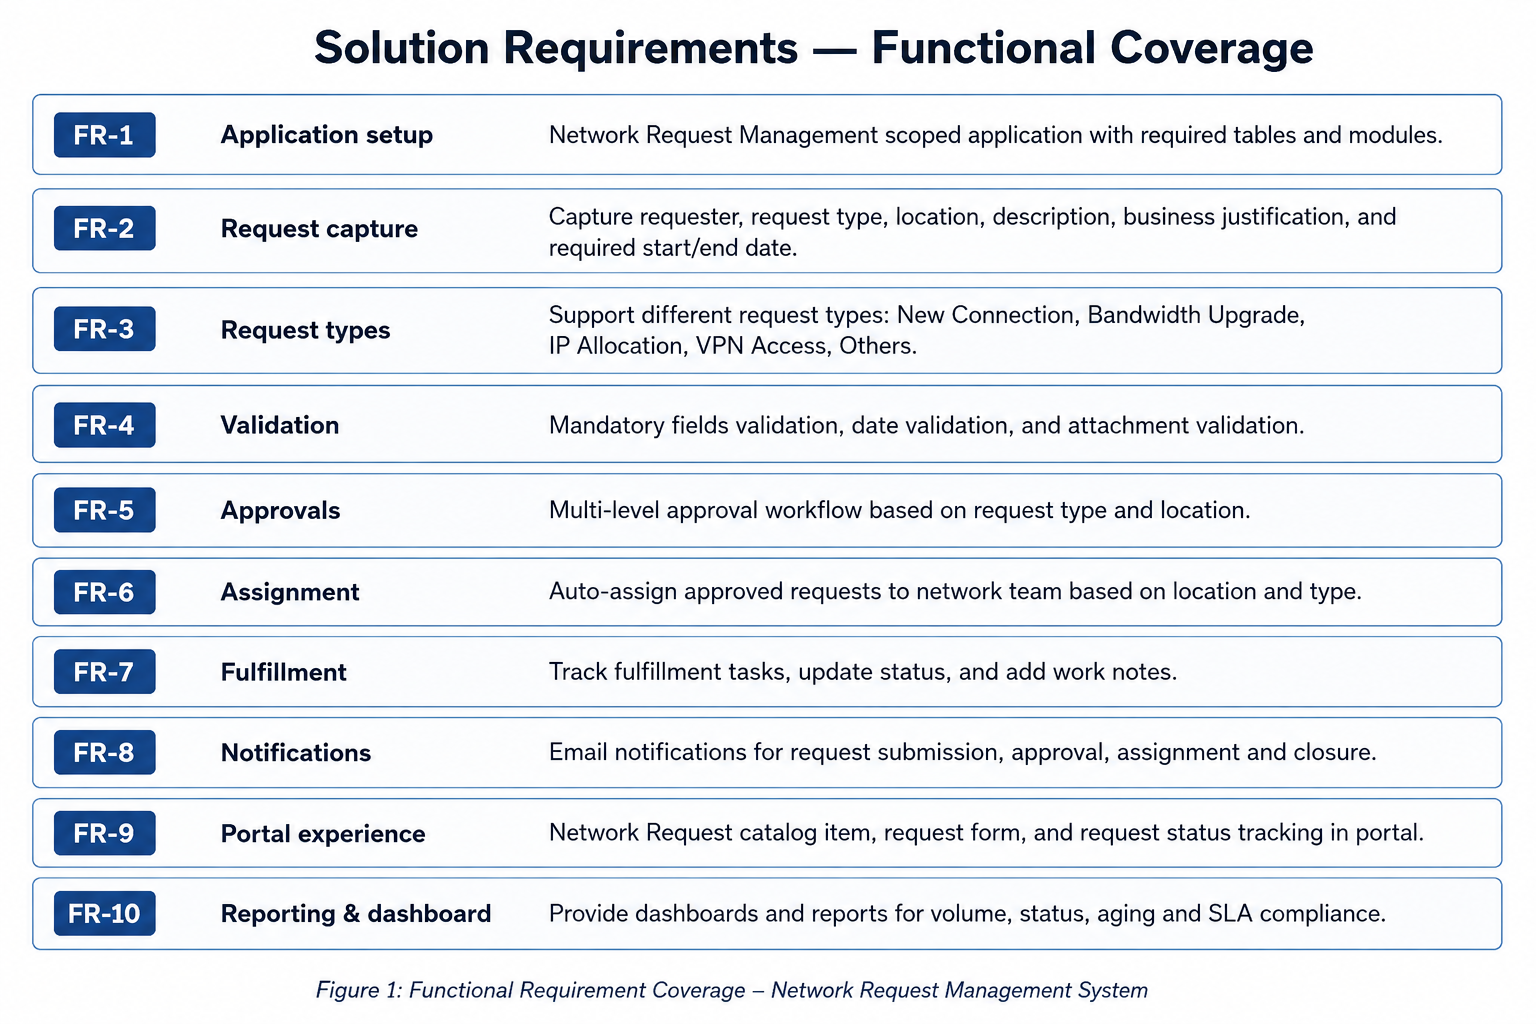 Solution Requirements — Functional Coverage
FR-1 Application setup Network Request Management scoped application with required tables and modules.
FR-2 Request capture Capture requester, request type, location, description, business justification, and
required start/end date.
FR-3 Request types Support different request types: New Connection, Bandwidth Upgrade,
IP Allocation, VPN Access, Others.
FR-4 Validation Mandatory fields validation, date validation, and attachment validation.
FR-5 Approvals Multi-level approval workflow based on request type and location.
FR-6 Assignment Auto-assign approved requests to network team based on location and type.
FR-7 Fulfillment Track fulfillment tasks, update status, and add work notes.
FR-8 Notifications Email notifications for request submission, approval, assignment and closure.
FR-9 Portal experience Network Request catalog item, request form, and request status tracking in portal.
FR-10 Reporting & dashboard Provide dashboards and reports for volume, status, aging and SLA compliance.
Figure 1: Functional Requirement Coverage – Network Request Management System